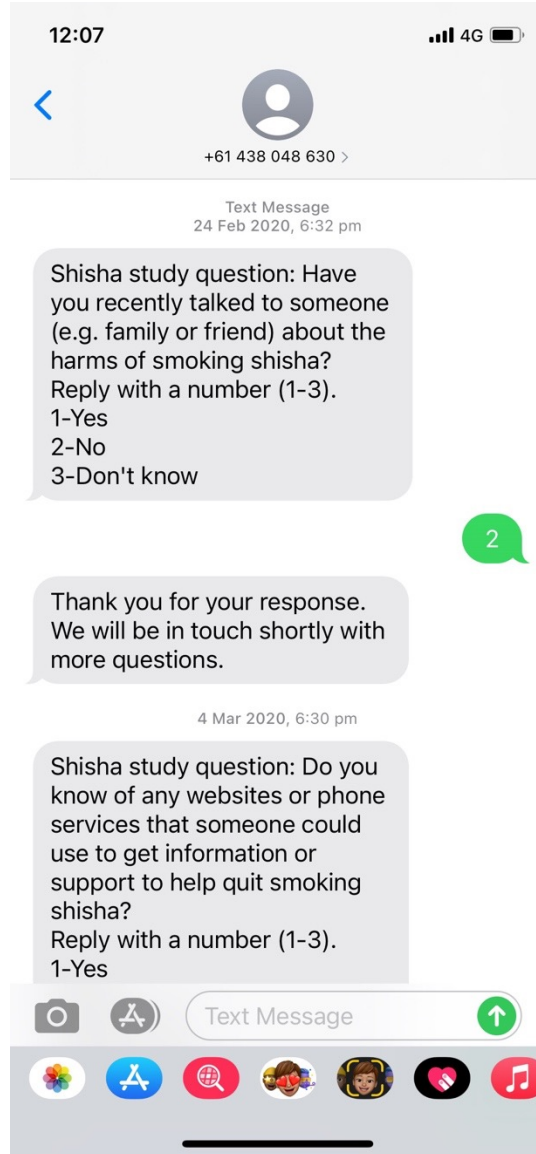 12:07
4G
+61 438 048 630 >
Text Message
24 Feb 2020, 6:32 pm
Shisha study question: Have
you recently talked to someone
(e.g. family or friend) about the
harms of smoking shisha?
Reply with a number (1-3).
1-Yes
2-No
3-Don't know
2
Thank you for your response.
We will be in touch shortly with
more questions.
4 Mar 2020, 6:30 pm
Shisha study question: Do you
know of any websites or phone
services that someone could
use to get information or
support to help quit smoking
shisha?
Reply with a number (1-3).
1-Yes
Text Message